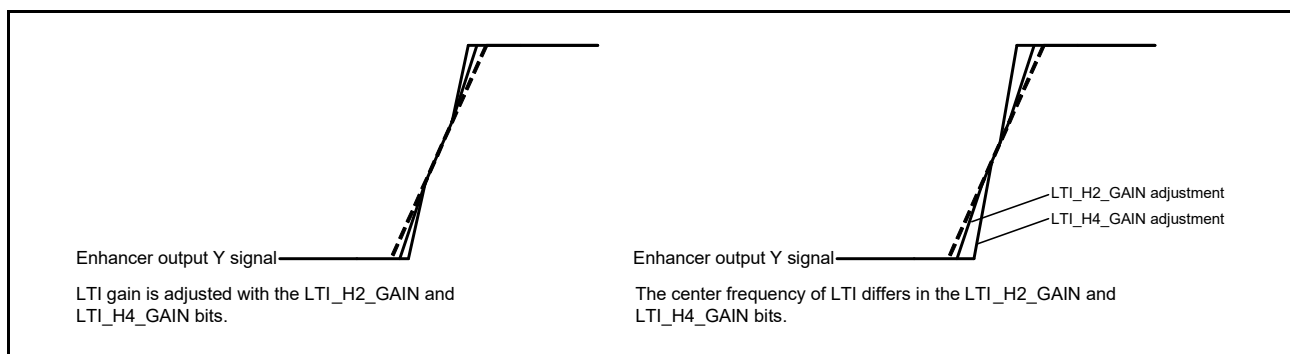 Enhancer output Y signal
LTI gain is adjusted with the LTI_H2_GAIN and
LTI_H4_GAIN bits.
LTI_H2_GAIN adjustment
LTI_H4_GAIN adjustment
Enhancer output Y signal
The center frequency of LTI differs in the LTI_H2_GAIN and
LTI_H4_GAIN bits.